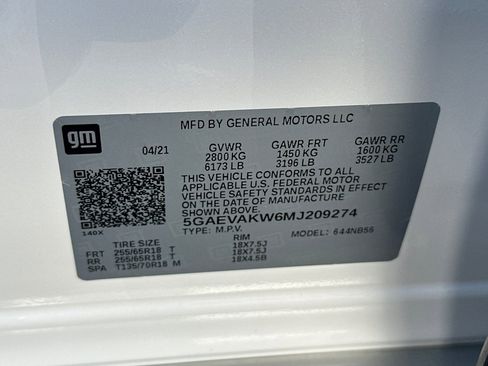 MFD BY GENERAL MOTORS LLC
gm
04/21 GVWR GAWR FRT GAWR RR
2800 KG 1450 KG 1600 KG
6173 LB 3196 LB 3527 LB
THIS VEHICLE CONFORMS TO ALL
APPLICABLE U.S. FEDERAL MOTOR
VEHICLE SAFETY STANDARDS IN EFFECT
ON THE DATE OF MANUFACTURE SHOWN ABOVE.
5GAEVAKW6MJ209274
140X TYPE: M.P.V. MODEL: 644NB56
TIRE SIZE RIM
FRT 255/65R18 T 18X7.5J
RR 255/65R18 T 18X7.5J
SPA T135/70R18 M 18X4.5B